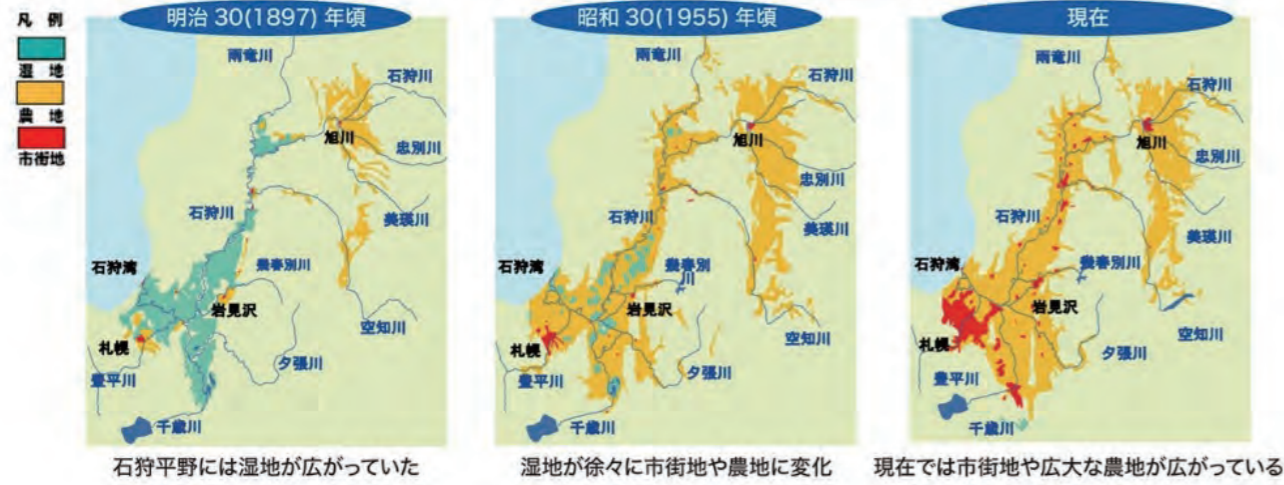 凡 例
湿 地
農 地
市街地
明治 30(1897) 年頃
雨竜川
石狩川
旭川
忠別川
石狩川
美瑛川
石狩湾
幾春別川
岩見沢
空知川
札幌
夕張川
豊平川
千歳川
石狩平野には湿地が広がっていた
昭和 30(1955) 年頃
雨竜川
石狩川
旭川
忠別川
石狩川
美瑛川
石狩湾
幾春別
川
岩見沢
空知川
札幌
夕張川
豊平川
千歳川
湿地が徐々に市街地や農地に変化
現在
雨竜川
石狩川
旭川
忠別川
石狩川
美瑛川
石狩湾
幾春別川
岩見沢
空知川
札幌
夕張川
豊平川
千歳川
現在では市街地や広大な農地が広がっている